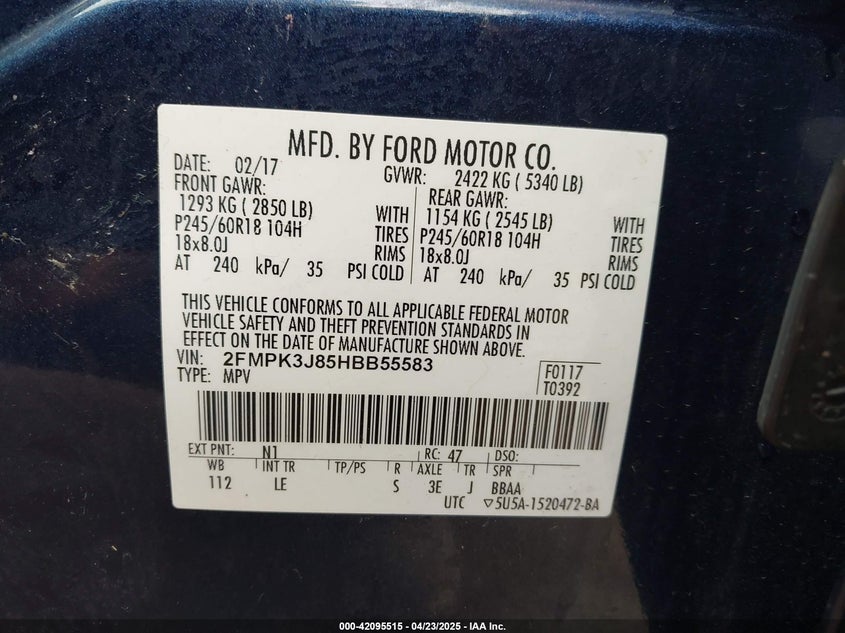 MFD. BY FORD MOTOR CO.
DATE: 02/17 GVWR: 2422 KG ( 5340 LB)
FRONT GAWR: REAR GAWR:
1293 KG ( 2850 LB) WITH 1154 KG ( 2545 LB) WITH
P245/60R18 104H TIRES P245/60R18 104H TIRES
18x8.0J RIMS 18x8.0J RIMS
AT 240 kPa/ 35 PSI COLD AT 240 kPa/ 35 PSI COLD
THIS VEHICLE CONFORMS TO ALL APPLICABLE FEDERAL MOTOR
VEHICLE SAFETY AND THEFT PREVENTION STANDARDS IN
EFFECT ON THE DATE OF MANUFACTURE SHOWN ABOVE.
VIN: 2FMPK3J85HBB55583 F0117
TYPE: MPV T0392
EXT PNT: N1 RC: 47 DSO:
WB INT TR TP/PS R AXLE TR SPR
112 LE S 3E J BBAA
UTC ▽5U5A-1520472-BA
000-42095515 - 04/23/2025 - IAA Inc.